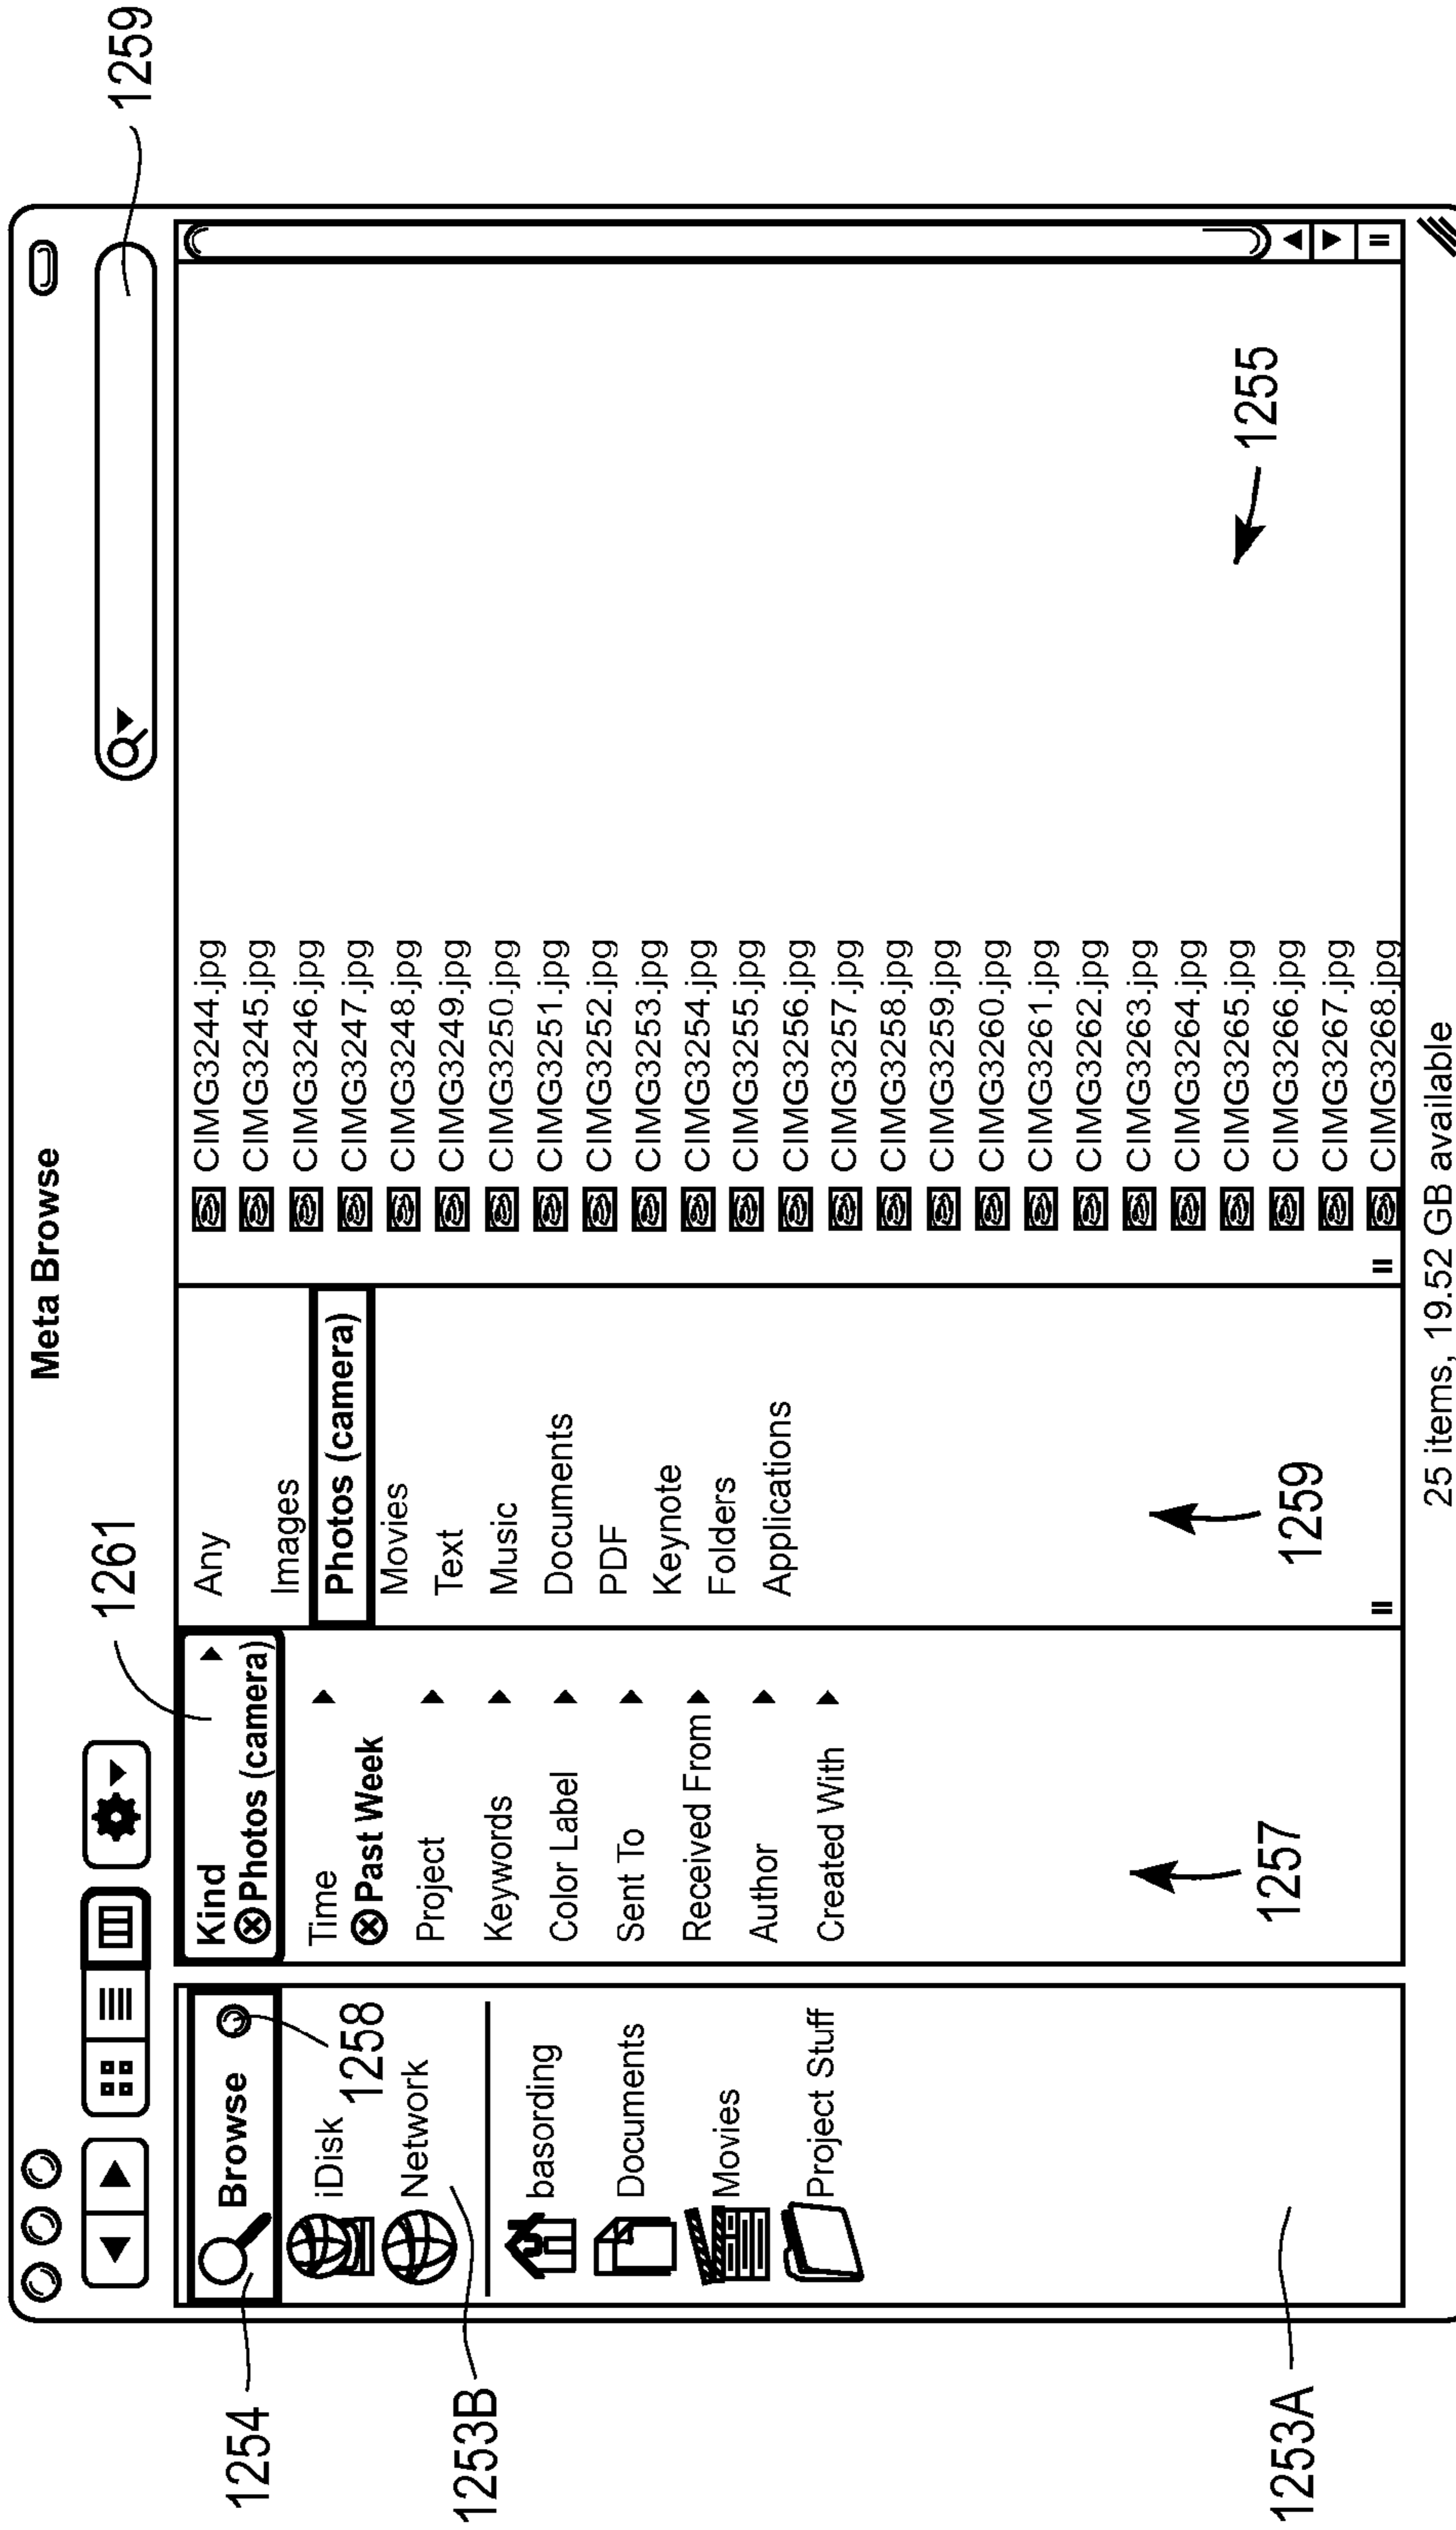 Meta Browse
1261
1259
1254
Browse
1258
iDisk
Network
1253B
basording
Documents
Movies
Project Stuff
1253A
Kind
Photos (camera)
Time
Past Week
Project
Keywords
Color Label
Sent To
Received From
Author
Created With
1257
Any
Images
Photos (camera)
Movies
Text
Music
Documents
PDF
Keynote
Folders
Applications
1259
CIMG3244.jpg
CIMG3245.jpg
CIMG3246.jpg
CIMG3247.jpg
CIMG3248.jpg
CIMG3249.jpg
CIMG3250.jpg
CIMG3251.jpg
CIMG3252.jpg
CIMG3253.jpg
CIMG3254.jpg
CIMG3255.jpg
CIMG3256.jpg
CIMG3257.jpg
CIMG3258.jpg
CIMG3259.jpg
CIMG3260.jpg
CIMG3261.jpg
CIMG3262.jpg
CIMG3263.jpg
CIMG3264.jpg
CIMG3265.jpg
CIMG3266.jpg
CIMG3267.jpg
CIMG3268.jpg
1255
25 items, 19.52 GB available